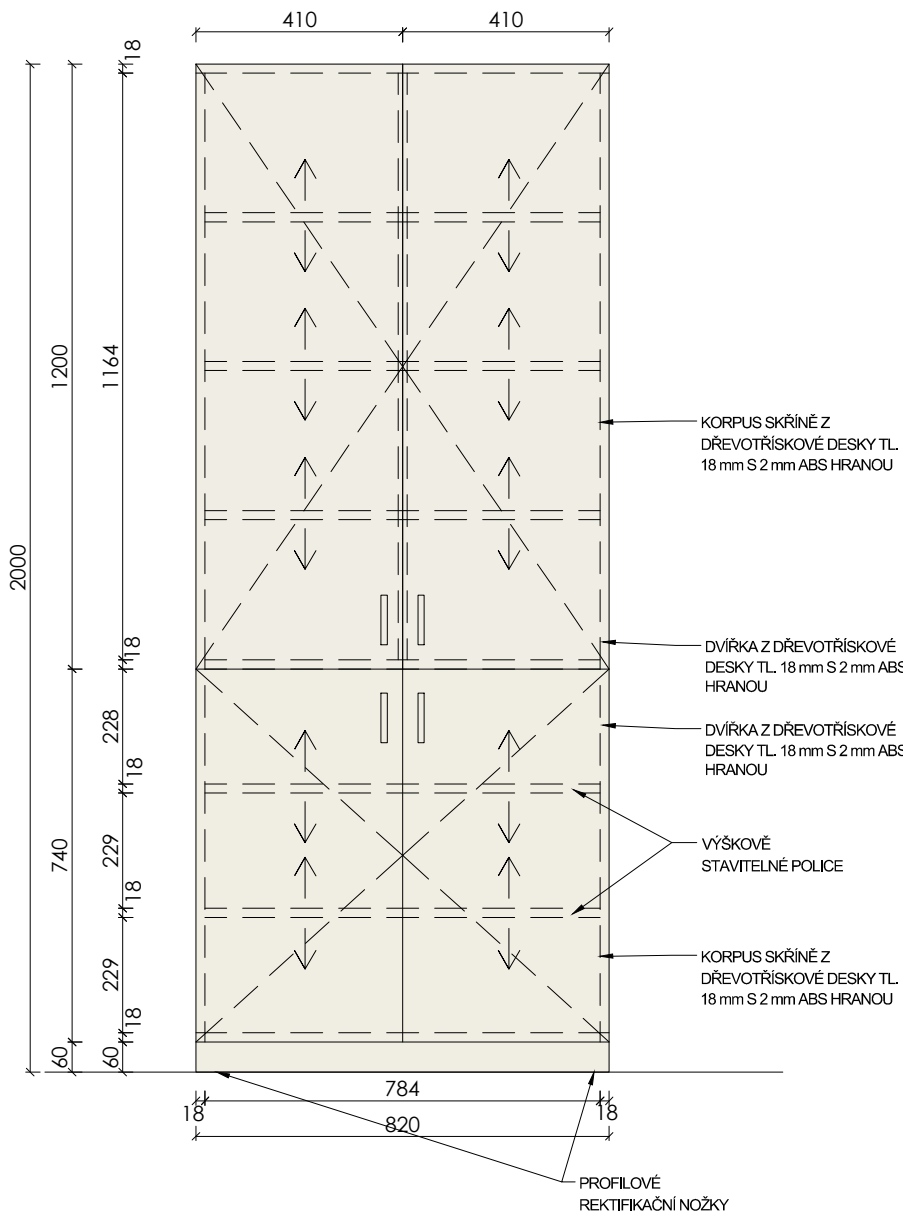 410
410
18
2000
1200
1164
KORPUS SKŘÍNĚ Z
DŘEVOTŘÍSKOVÉ DESKY TL.
18 mm S 2 mm ABS HRANOU
18
DVÍŘKA Z DŘEVOTŘÍSKOVÉ
DESKY TL. 18 mm S 2 mm ABS
HRANOU
228
DVÍŘKA Z DŘEVOTŘÍSKOVÉ
DESKY TL. 18 mm S 2 mm ABS
HRANOU
18
740
229
VÝŠKOVĚ
STAVITELNÉ POLICE
18
229
KORPUS SKŘÍNĚ Z
DŘEVOTŘÍSKOVÉ DESKY TL.
18 mm S 2 mm ABS HRANOU
18
60
60
18
784
18
820
PROFILOVÉ
REKTIFIKAČNÍ NOŽKY